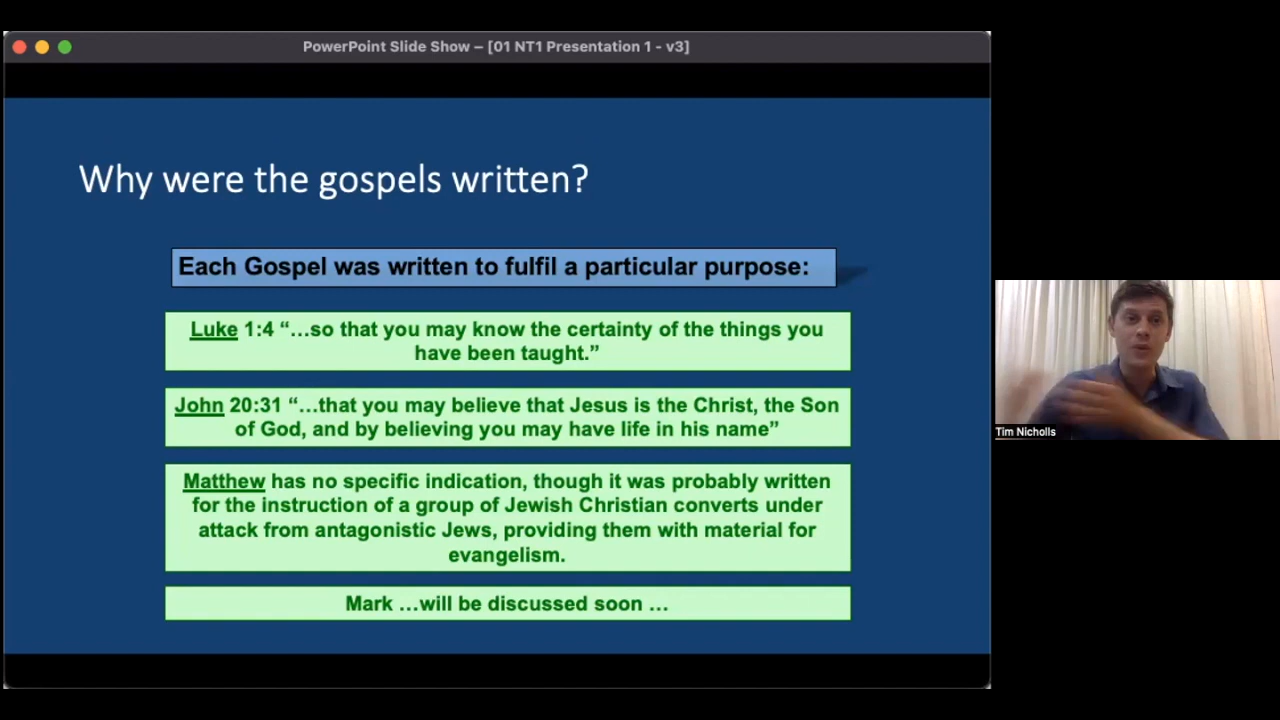 PowerPoint Slide Show – [01 NT1 Presentation 1 - v3]
Why were the gospels written?
Each Gospel was written to fulfil a particular purpose:
Luke 1:4 “…so that you may know the certainty of the things you
have been taught.”
John 20:31 “…that you may believe that Jesus is the Christ, the Son
of God, and by believing you may have life in his name”
Matthew has no specific indication, though it was probably written
for the instruction of a group of Jewish Christian converts under
attack from antagonistic Jews, providing them with material for
evangelism.
Mark …will be discussed soon …
Tim Nicholls